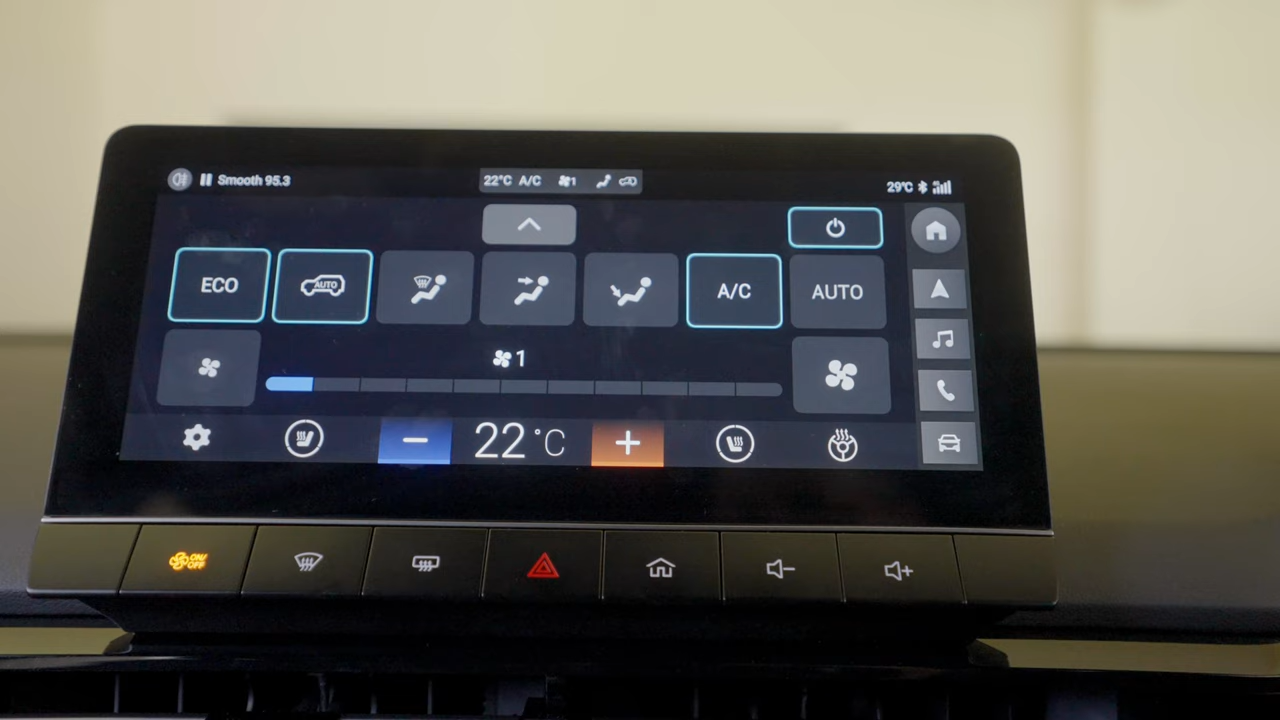 Smooth 95.3
22°C A/C 1
29°C
ECO
AUTO
A/C
AUTO
1
22°C
ON/
OFF